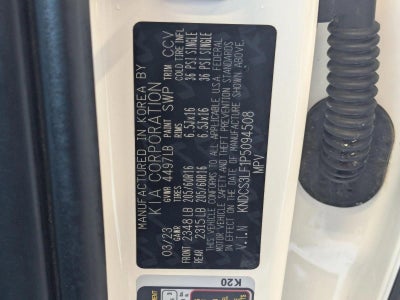 MANUFACTURED IN KOREA BY
KIA CORPORATION
03/23 GVWR 4497LB PAINT SWP TRIM CCV
GAWR TIRES RIMS COLD TIRE INFL.
FRONT 2348LB 205/60R16 6.5Jx16 36 PSI SINGLE
REAR 2315LB 205/60R16 6.5Jx16 36 PSI SINGLE
THIS VEHICLE CONFORMS TO ALL APPLICABLE U.S.A FEDERAL
MOTOR VEHICLE SAFETY AND THEFT PREVENTION STANDARDS
IN EFFECT ON THE DATE OF MANUFACTURE SHOWN ABOVE.
V.I.N KNDCS3LF1P5094508
MPV
K20